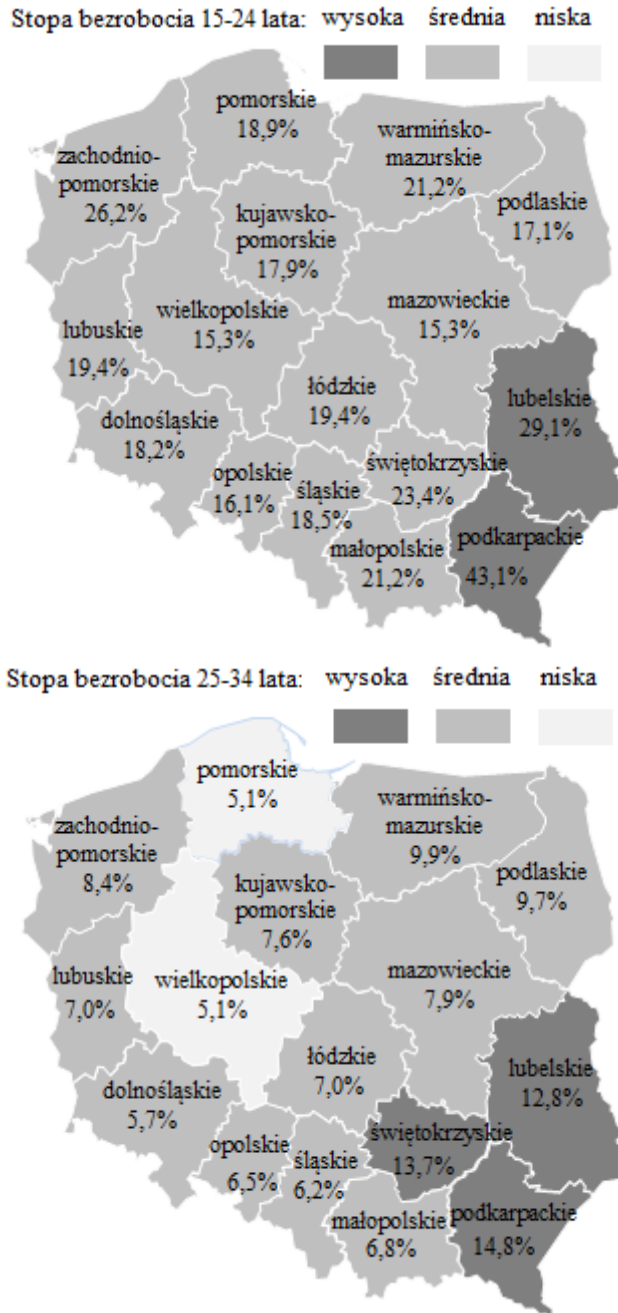 Stopa bezrobocia 15-24 lata: wysoka średnia niska
pomorskie
18,9%
warmińsko-
mazurskie
21,2%
zachodnio-
pomorskie
26,2%
podlaskie
17,1%
kujawsko-
pomorskie
17,9%
mazowieckie
15,3%
wielkopolskie
15,3%
lubuskie
19,4%
łódzkie
19,4%
lubelskie
29,1%
dolnośląskie
18,2%
świętokrzyskie
23,4%
opolskie
16,1%
śląskie
18,5%
podkarpackie
43,1%
małopolskie
21,2%
Stopa bezrobocia 25-34 lata: wysoka średnia niska
pomorskie
5,1%
warmińsko-
mazurskie
9,9%
zachodnio-
pomorskie
8,4%
podlaskie
9,7%
kujawsko-
pomorskie
7,6%
mazowieckie
7,9%
lubuskie
7,0%
wielkopolskie
5,1%
łódzkie
7,0%
lubelskie
12,8%
dolnośląskie
5,7%
świętokrzyskie
13,7%
opolskie
6,5%
śląskie
6,2%
podkarpackie
14,8%
małopolskie
6,8%